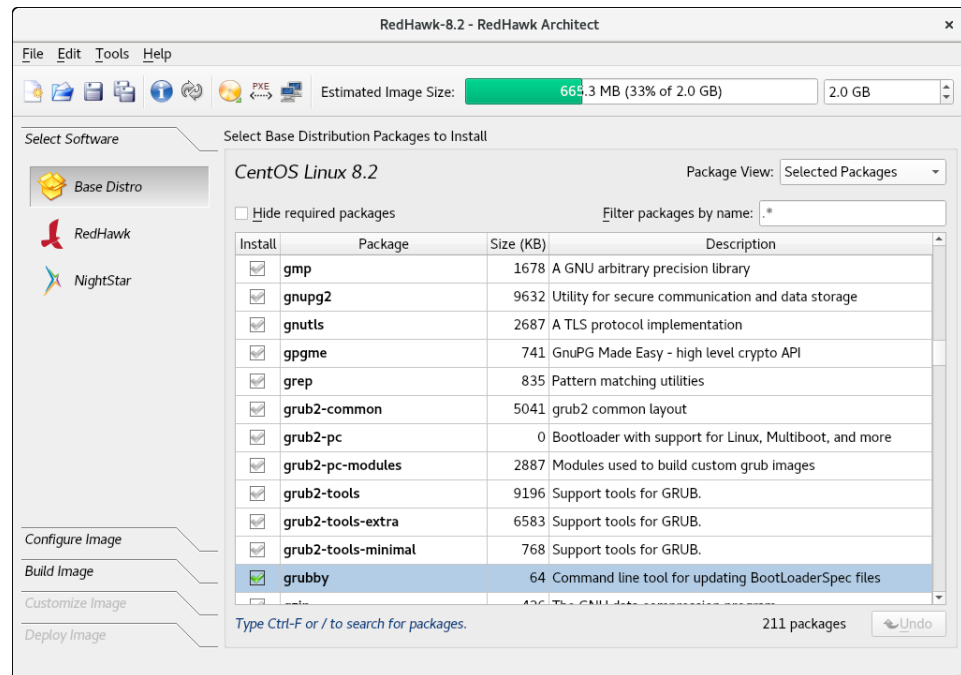 RedHawk-8.2 - RedHawk Architect ×
File Edit Tools Help
PXE Estimated Image Size: 665.3 MB (33% of 2.0 GB) 2.0 GB
Select Software
Base Distro
RedHawk
NightStar
Configure Image
Build Image
Customize Image
Deploy Image
Select Base Distribution Packages to Install
CentOS Linux 8.2 Package View: Selected Packages
Hide required packages Filter packages by name: .*
Install Package Size (KB) Description
gmp 1678 A GNU arbitrary precision library
gnupg2 9632 Utility for secure communication and data storage
gnutls 2687 A TLS protocol implementation
gpgme 741 GnuPG Made Easy - high level crypto API
grep 835 Pattern matching utilities
grub2-common 5041 grub2 common layout
grub2-pc 0 Bootloader with support for Linux, Multiboot, and more
grub2-pc-modules 2887 Modules used to build custom grub images
grub2-tools 9196 Support tools for GRUB.
grub2-tools-extra 6583 Support tools for GRUB.
grub2-tools-minimal 768 Support tools for GRUB.
grubby 64 Command line tool for updating BootLoaderSpec files
Type Ctrl-F or / to search for packages. 211 packages Undo